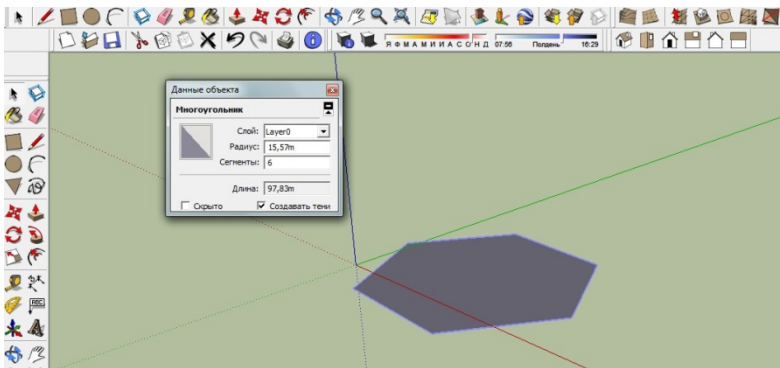 Я Ф М А М И И А С О Н Д 07:56 Полдень 16:29
Данные объекта
Многоугольник
Слой: Layer0
Радиус: 15,57m
Сегменты: 6
Длина: 97,83m
Скрыто Создавать тени